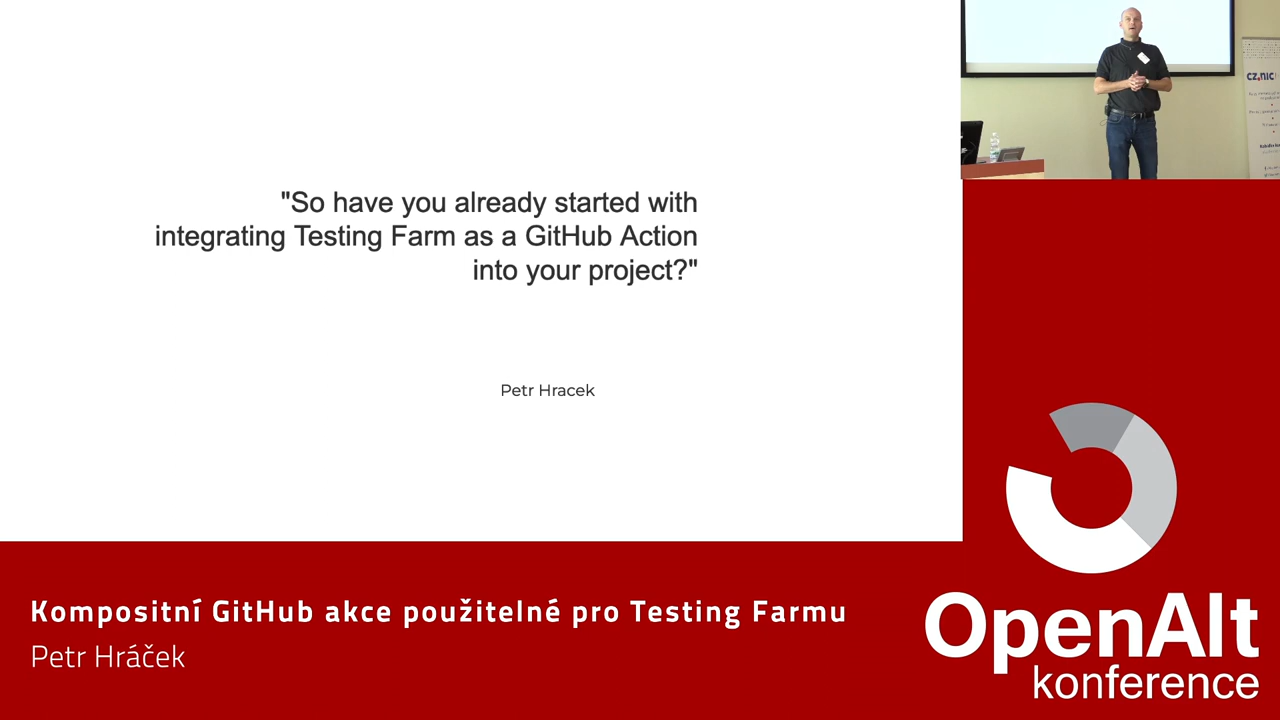 "So have you already started with
integrating Testing Farm as a GitHub Action
into your project?"
Petr Hracek
CZ.NIC
Kompositní GitHub akce použitelné pro Testing Farmu
Petr Hráček
OpenAlt
konference